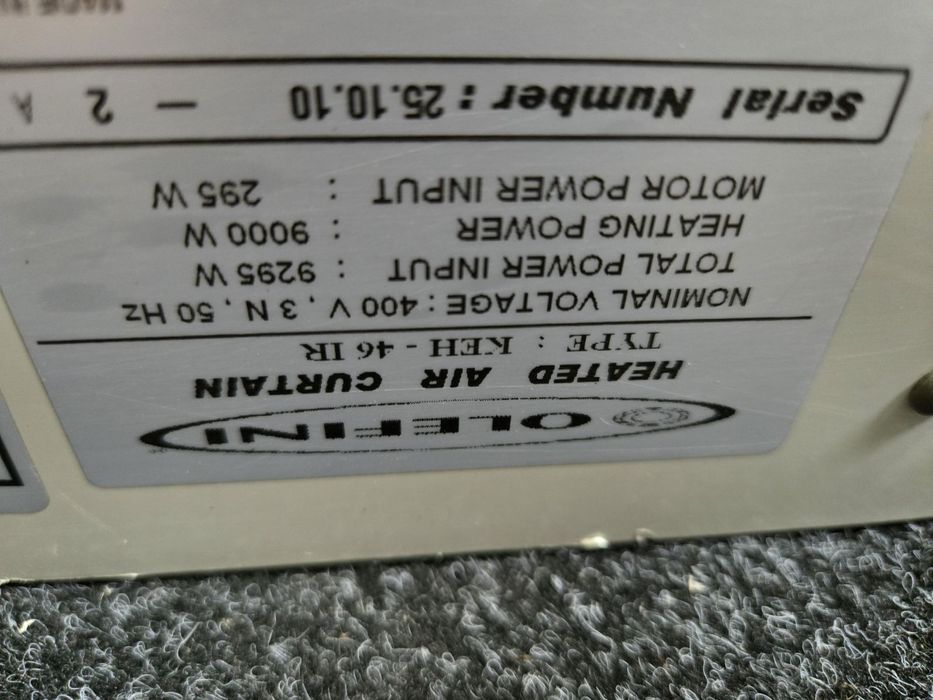 OLEFINI
HEATED AIR CURTAIN
TYPE : KEH - 46 IR
NOMINAL VOLTAGE : 400 V , 3 N , 50 Hz
TOTAL POWER INPUT : 9295 W
HEATING POWER : 9000 W
MOTOR POWER INPUT : 295 W
Serial Number : 25.10.10 - 2 A
MADE